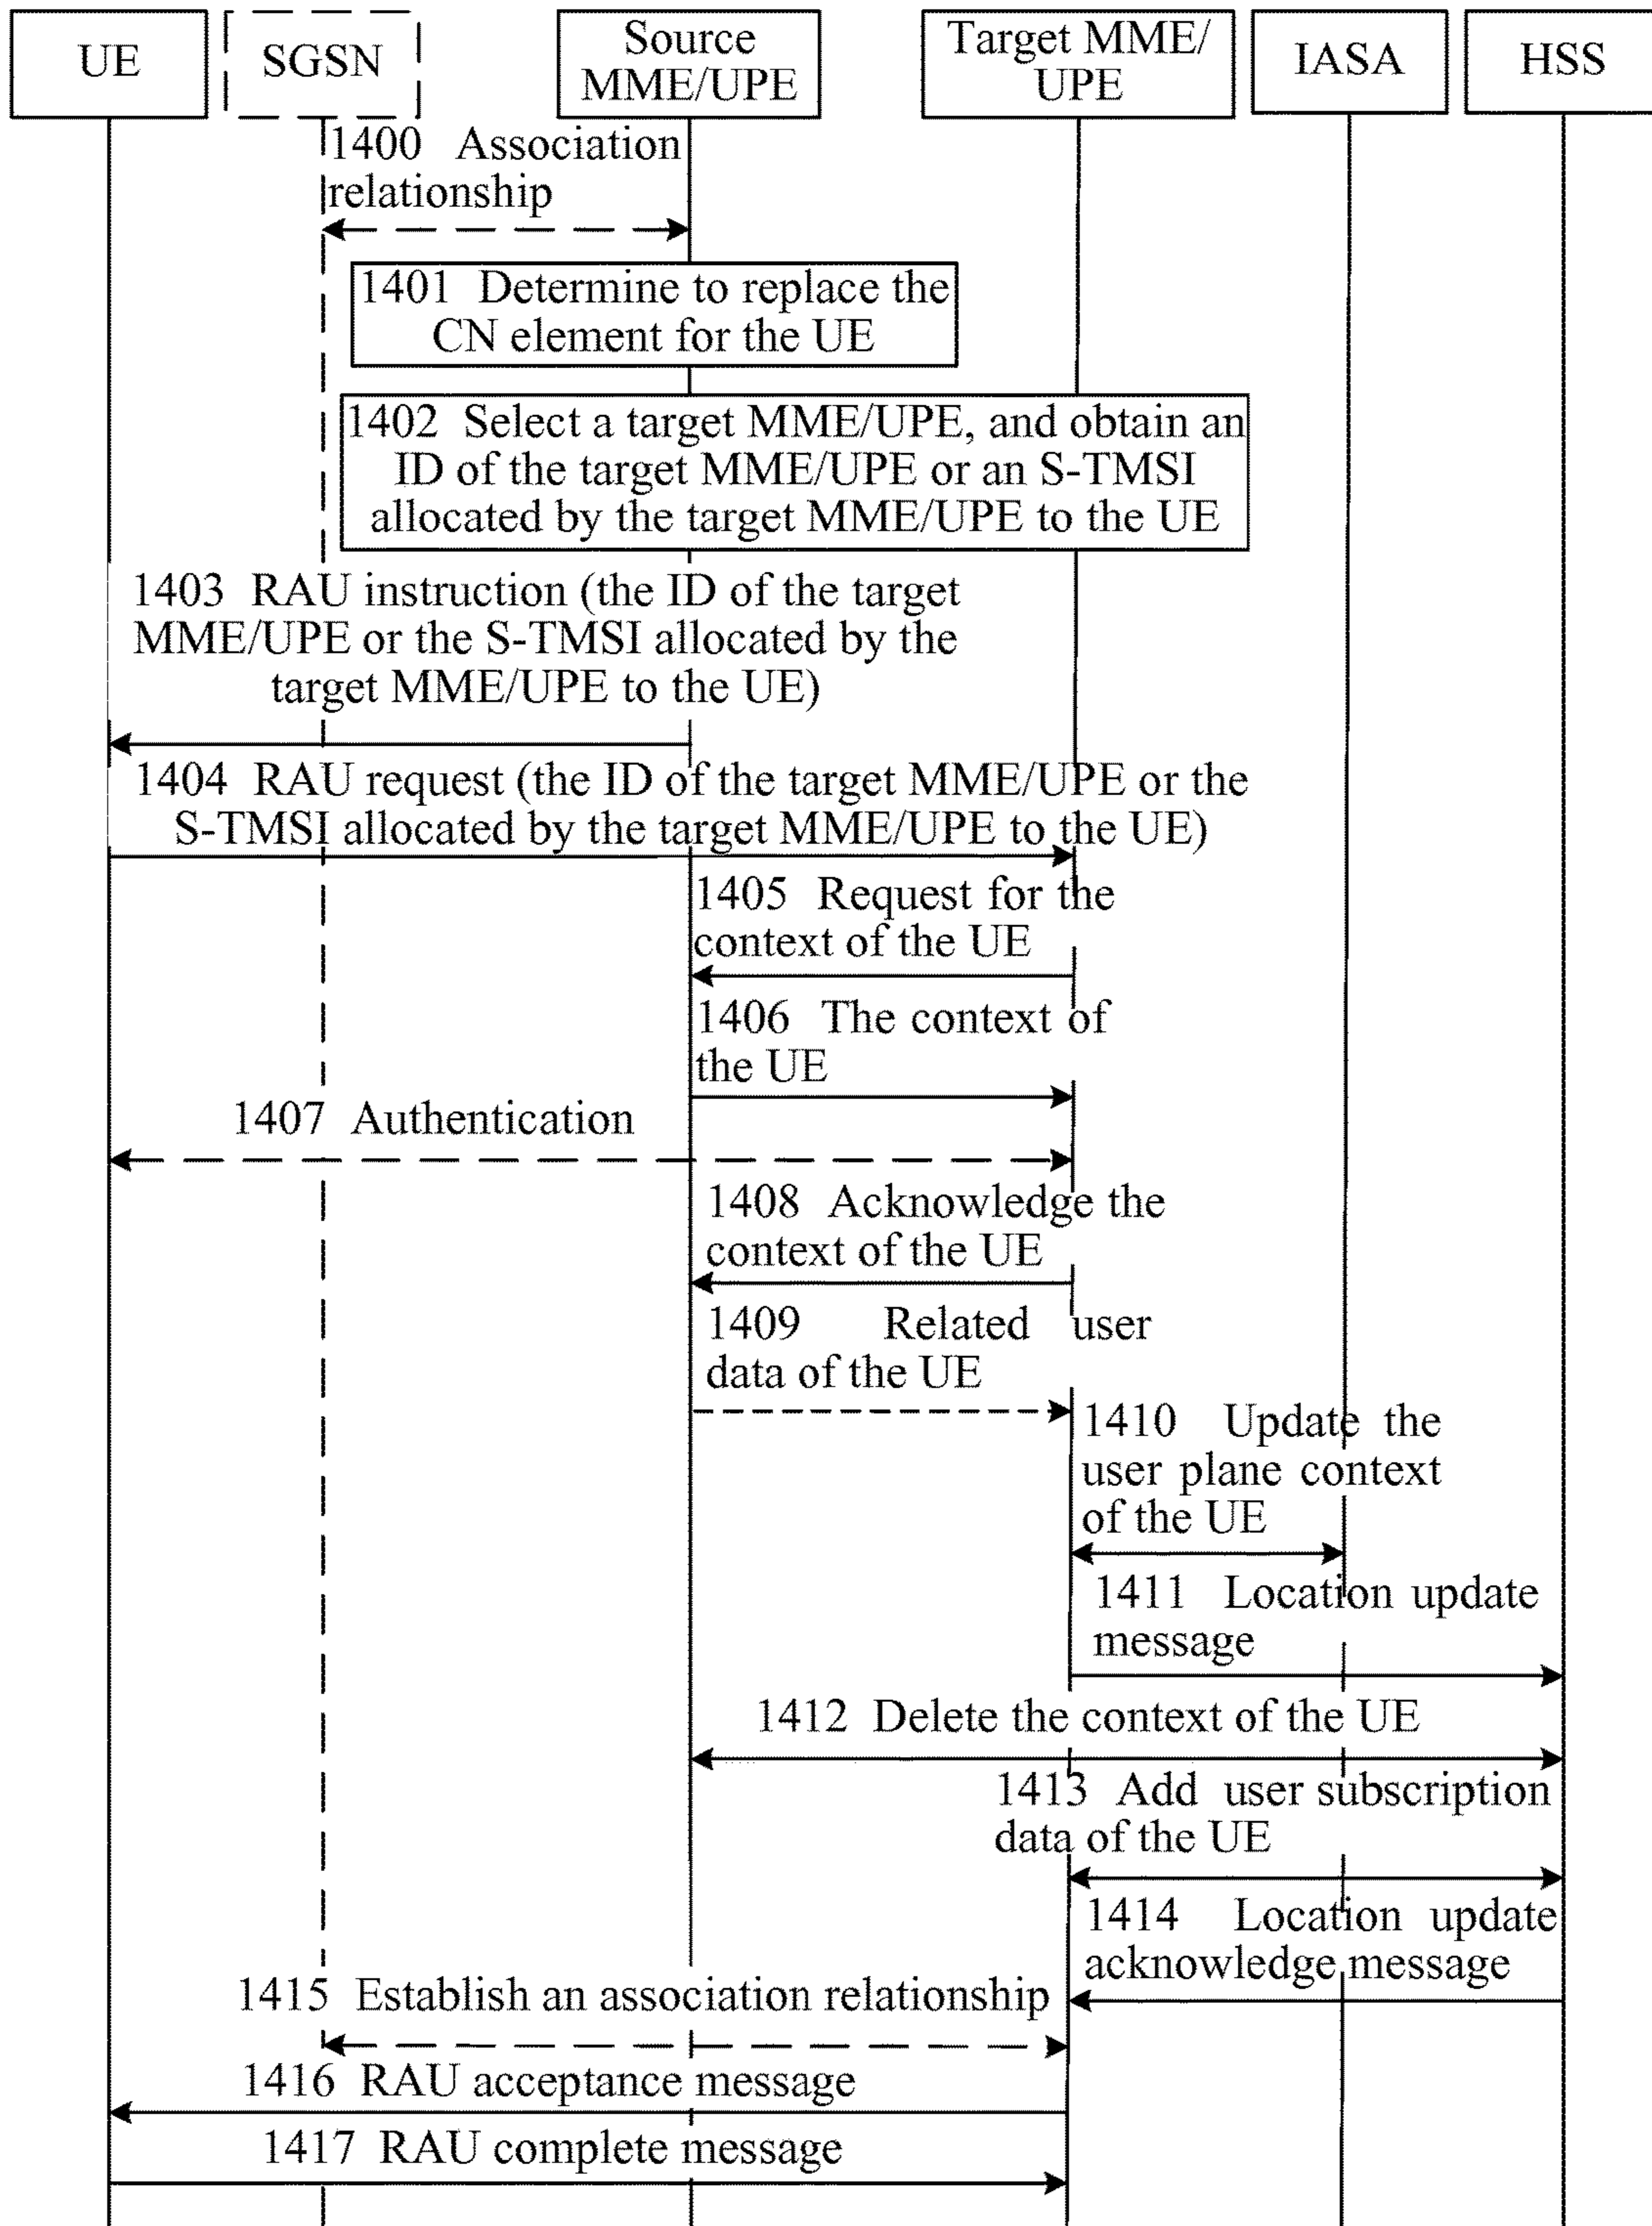 UE
SGSN
Source
MME/UPE
Target MME/
UPE
IASA
HSS
1400 Association
relationship
1401 Determine to replace the
CN element for the UE
1402 Select a target MME/UPE, and obtain an
ID of the target MME/UPE or an S-TMSI
allocated by the target MME/UPE to the UE
1403 RAU instruction (the ID of the target
MME/UPE or the S-TMSI allocated by the
target MME/UPE to the UE)
1404 RAU request (the ID of the target MME/UPE or the
S-TMSI allocated by the target MME/UPE to the UE)
1405 Request for the
context of the UE
1406 The context of
the UE
1407 Authentication
1408 Acknowledge the
context of the UE
1409 Related user
data of the UE
1410 Update the
user plane context
of the UE
1411 Location update
message
1412 Delete the context of the UE
1413 Add user subscription
data of the UE
1414 Location update
acknowledge message
1415 Establish an association relationship
1416 RAU acceptance message
1417 RAU complete message